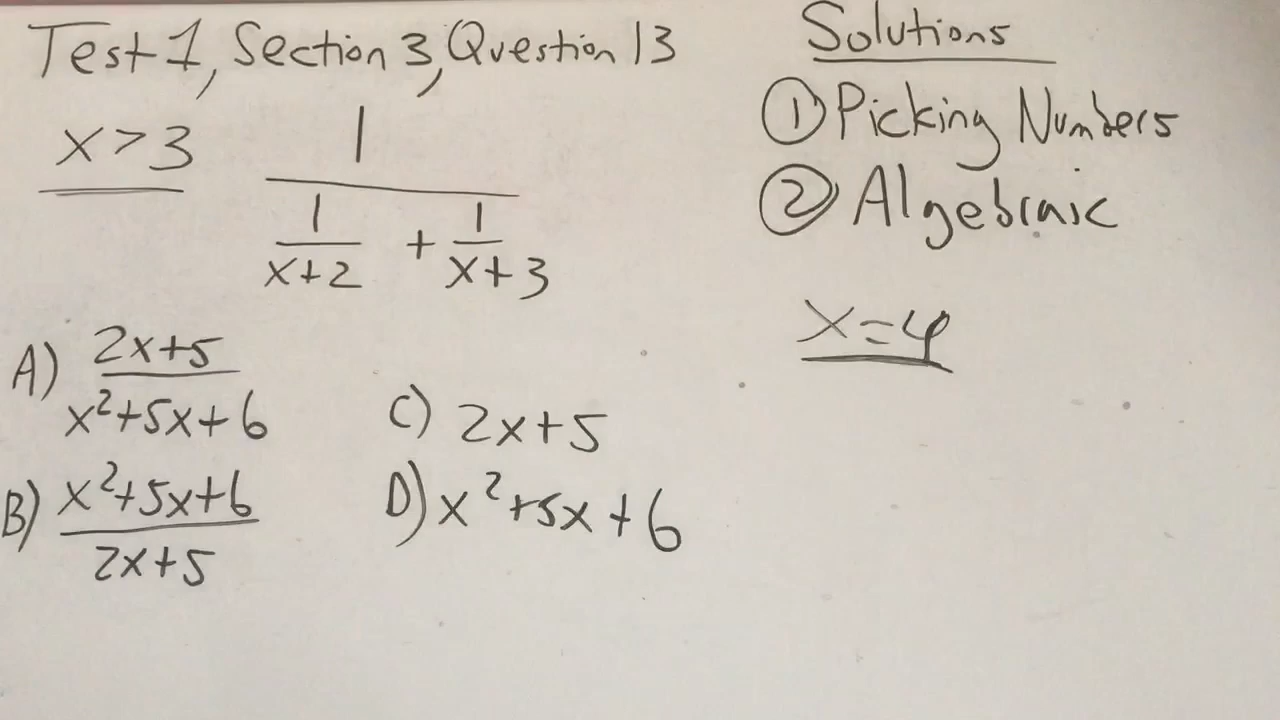 Test 1, Section 3, Question 13
x > 3
1
1 + 1
x+2 x+3
A) 2x+5
x²+5x+6
B) x²+5x+6
2x+5
C) 2x+5
D) x²+5x+6
Solutions
① Picking Numbers
② Algebraic
x=4